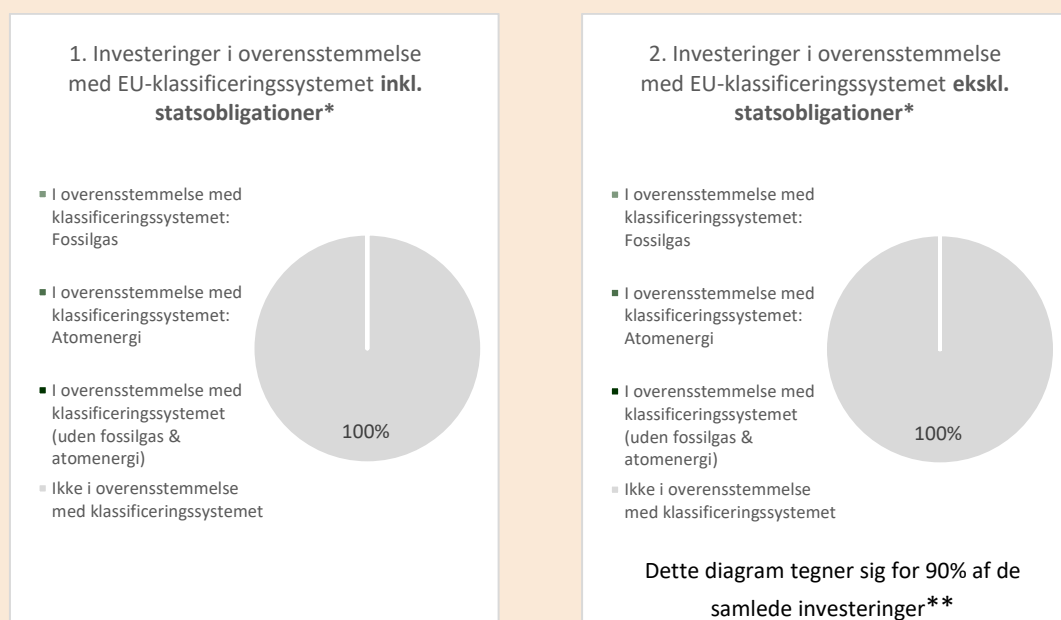 1. Investeringer i overensstemmelse
med EU-klassificeringssystemet inkl.
statsobligationer*
I overensstemmelse med
klassificeringssystemet:
Fossilgas
I overensstemmelse med
klassificeringssystemet:
Atomenergi
I overensstemmelse med
klassificeringssystemet
(uden fossilgas &
atomenergi)
Ikke i overensstemmelse
med klassificeringssystemet
100%
2. Investeringer i overensstemmelse
med EU-klassificeringssystemet ekskl.
statsobligationer*
I overensstemmelse med
klassificeringssystemet:
Fossilgas
I overensstemmelse med
klassificeringssystemet:
Atomenergi
I overensstemmelse med
klassificeringssystemet
(uden fossilgas &
atomenergi)
Ikke i overensstemmelse
med klassificeringssystemet
100%
Dette diagram tegner sig for 90% af de
samlede investeringer**